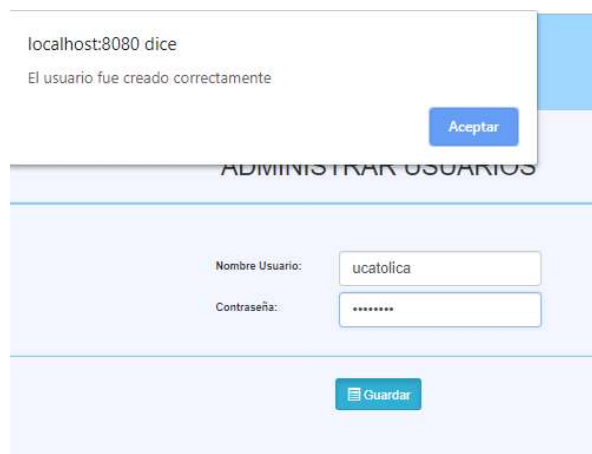 localhost:8080 dice
El usuario fue creado correctamente
Aceptar
ADMINISTRAR USUARIOS
Nombre Usuario:
ucatolica
Contraseña:
••••••••
Guardar